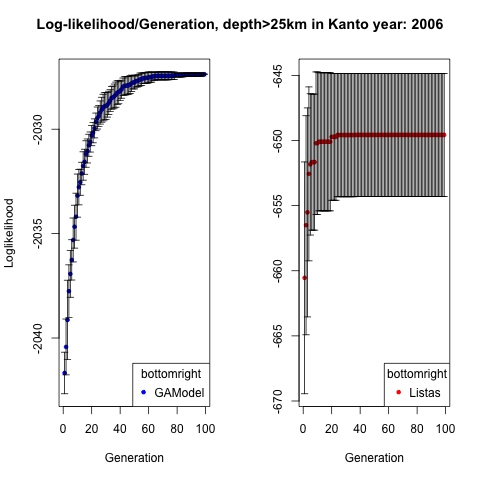 Log-likelihood/Generation, depth>25km in Kanto year: 2006
Loglikelihood
-2030
-2035
-2040
bottomright
GAModel
0 20 40 60 80 100
Generation
-645
-650
-655
-660
-665
-670
bottomright
Listas
0 20 40 60 80 100
Generation